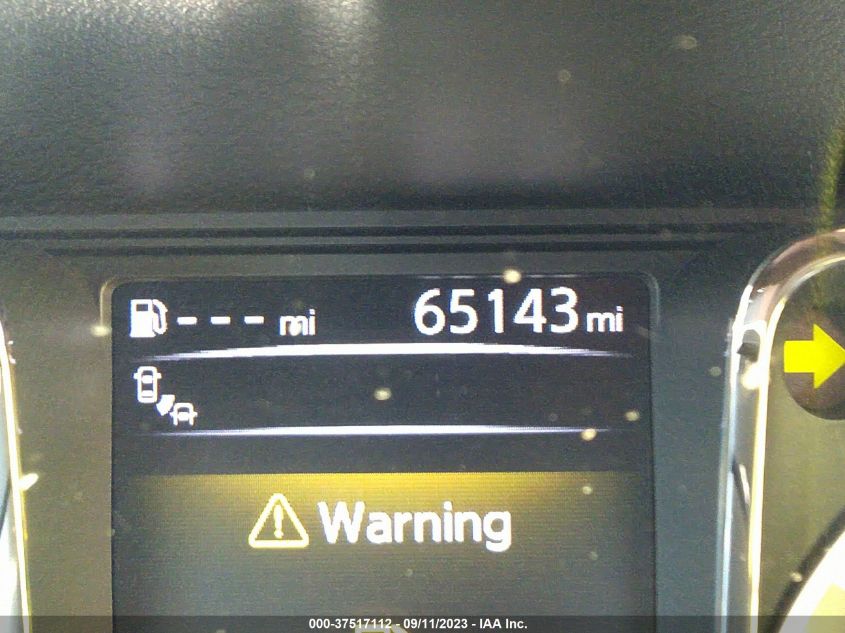 --- mi 65143 mi
Warning
000-37517112 - 09/11/2023 - IAA Inc.